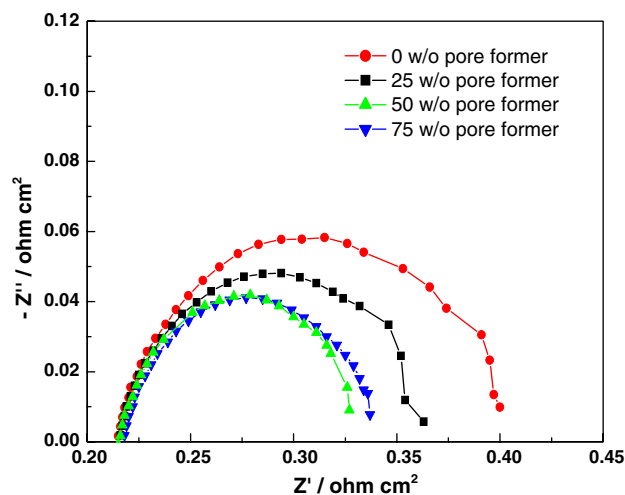 0.12
0.10
0.08
0.06
0.04
0.02
0.00
- Z'' / ohm cm²
0 w/o pore former
25 w/o pore former
50 w/o pore former
75 w/o pore former
0.20 0.25 0.30 0.35 0.40 0.45
Z' / ohm cm²